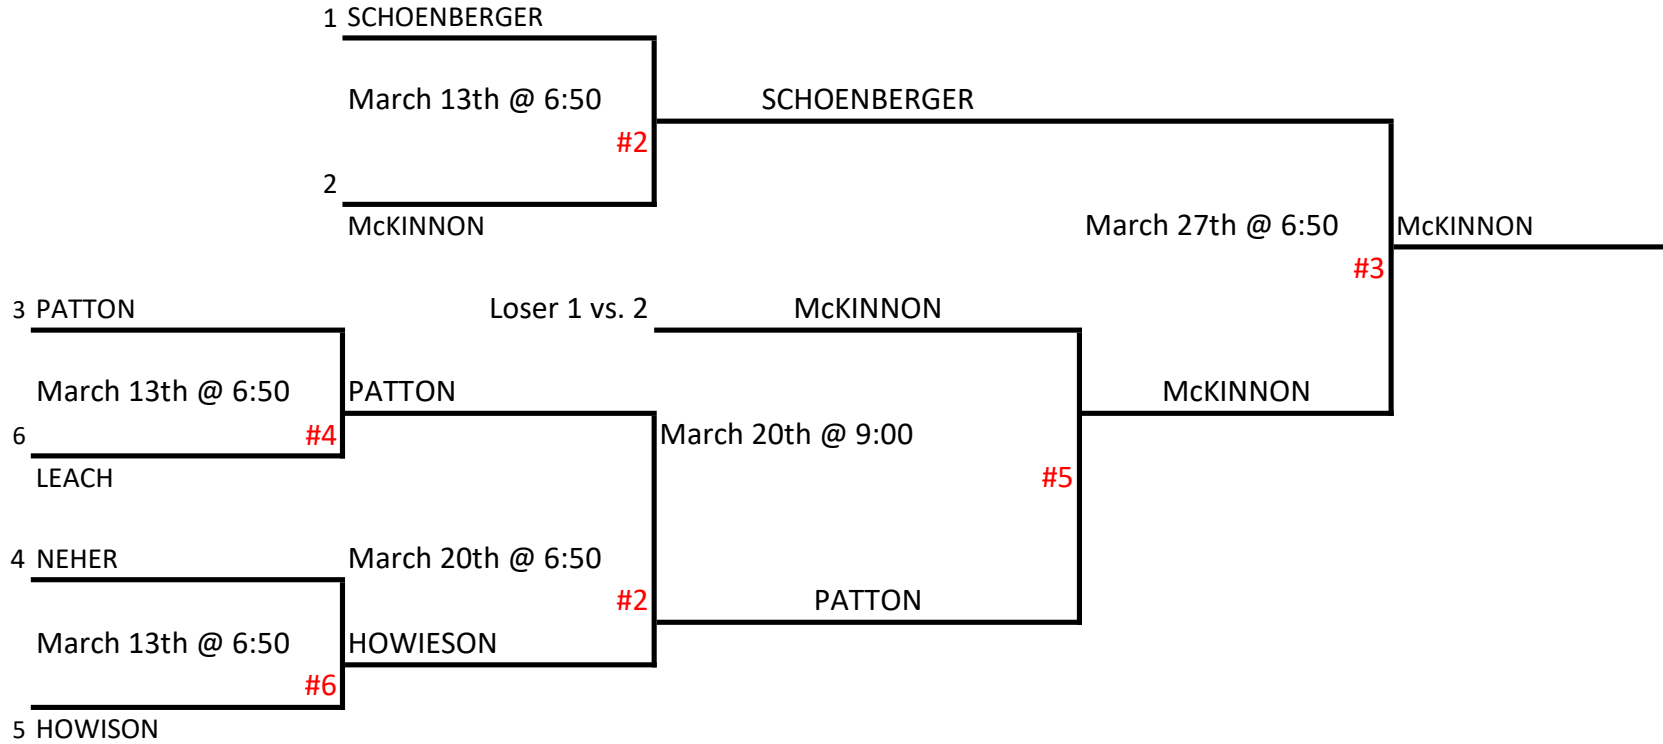 1 SCHOENBERGER
March 13th @ 6:50
SCHOENBERGER
#2
2
McKINNON
March 27th @ 6:50
McKINNON
#3
3 PATTON
Loser 1 vs. 2
McKINNON
March 13th @ 6:50
PATTON
McKINNON
6
#4
March 20th @ 9:00
LEACH
#5
4 NEHER
March 20th @ 6:50
#2
PATTON
March 13th @ 6:50
HOWIESON
#6
5 HOWISON